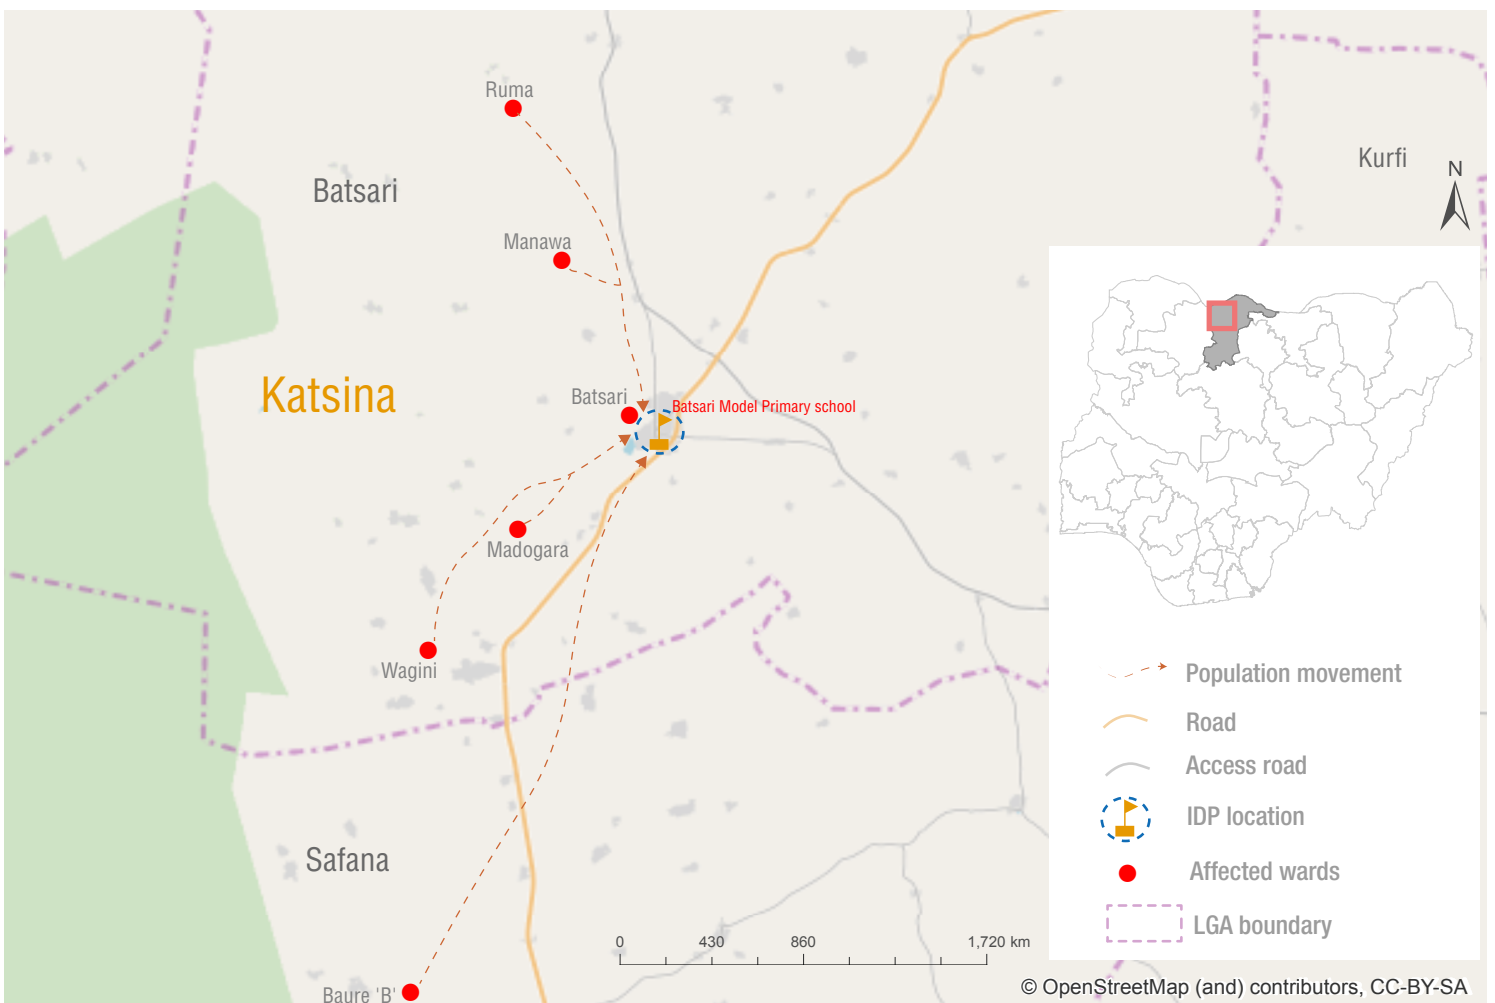 Ruma
Batsari
Kurfi
N
Manawa
Katsina
Batsari
Batsari Model Primary school
Madogara
Wagini
Safana
Baure 'B'
0 430 860 1,720 km
Population movement
Road
Access road
IDP location
Affected wards
LGA boundary
© OpenStreetMap (and) contributors, CC-BY-SA